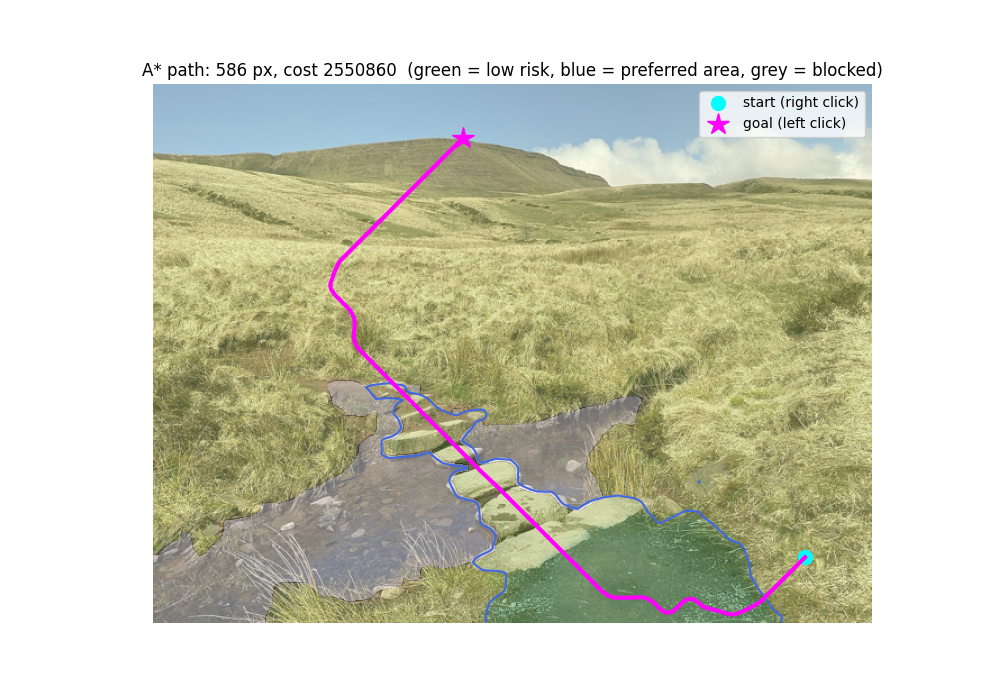 A* path: 586 px, cost 2550860  (green = low risk, blue = preferred area, grey = blocked)
start (right click)
goal (left click)